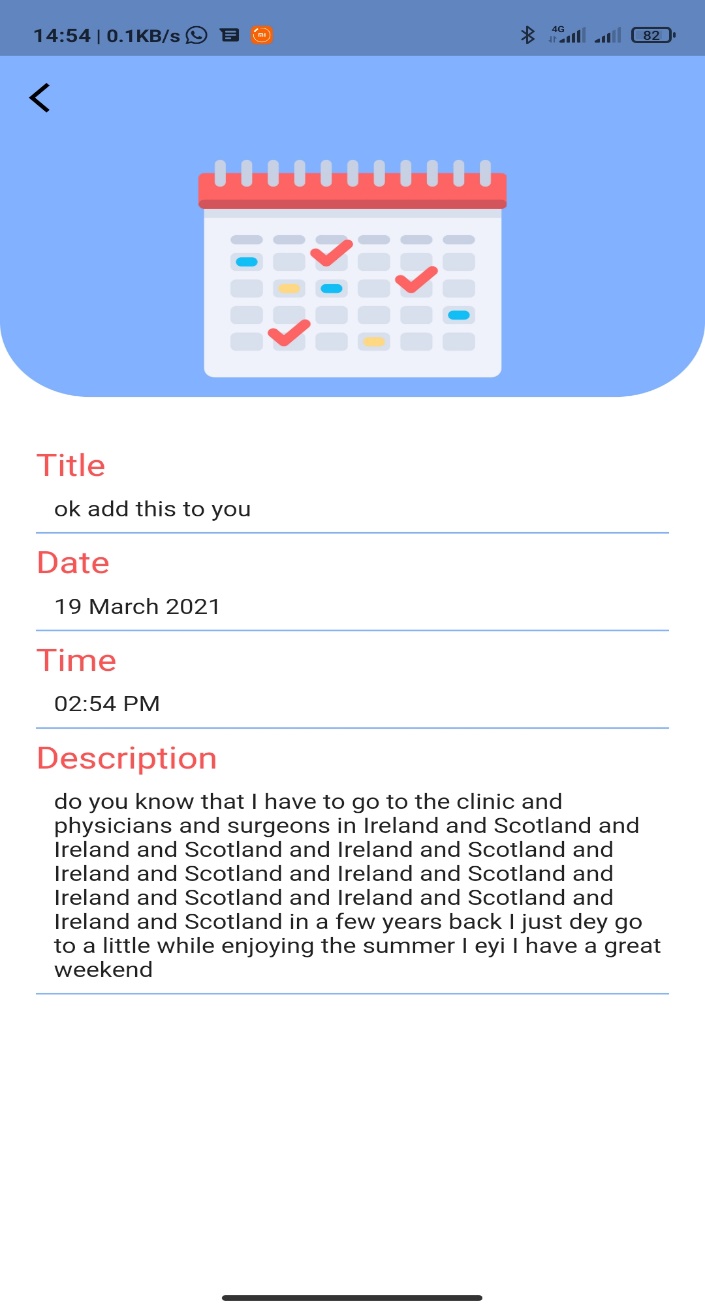 14:54 | 0.1KB/s 4G 82
Title
ok add this to you
Date
19 March 2021
Time
02:54 PM
Description
do you know that I have to go to the clinic and
physicians and surgeons in Ireland and Scotland and
Ireland and Scotland and Ireland and Scotland and
Ireland and Scotland and Ireland and Scotland and
Ireland and Scotland and Ireland and Scotland and
Ireland and Scotland in a few years back I just dey go
to a little while enjoying the summer I eyi I have a great
weekend